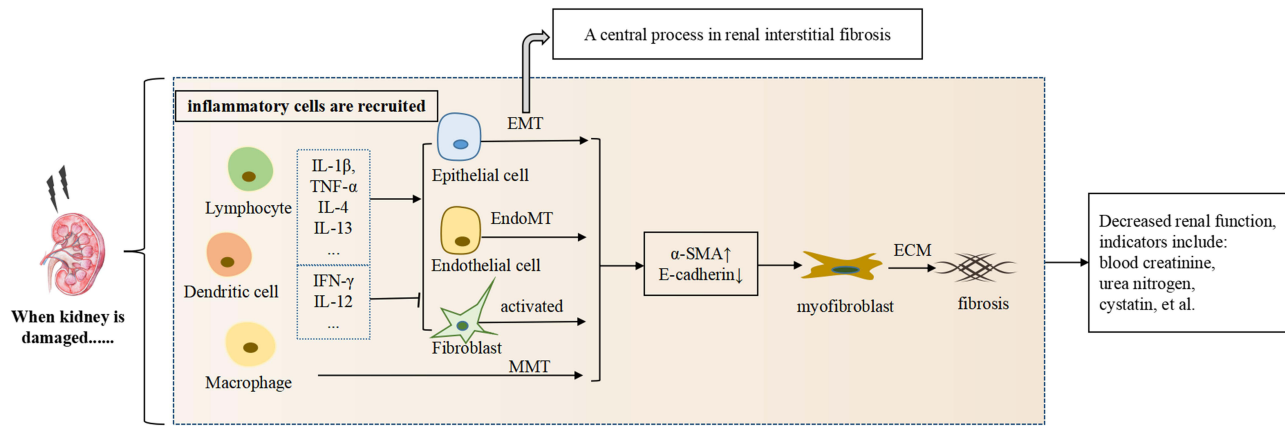 A central process in renal interstitial fibrosis
inflammatory cells are recruited
EMT
IL-1β,
TNF-α
IL-4
IL-13
...
Lymphocyte
Epithelial cell
EndoMT
Endothelial cell
Dendritic cell
IFN-γ
IL-12
...
activated
Fibroblast
Macrophage
MMT
α-SMA↑
E-cadherin↓
myofibroblast
ECM
fibrosis
When kidney is
damaged......
Decreased renal function,
indicators include:
blood creatinine,
urea nitrogen,
cystatin, et al.